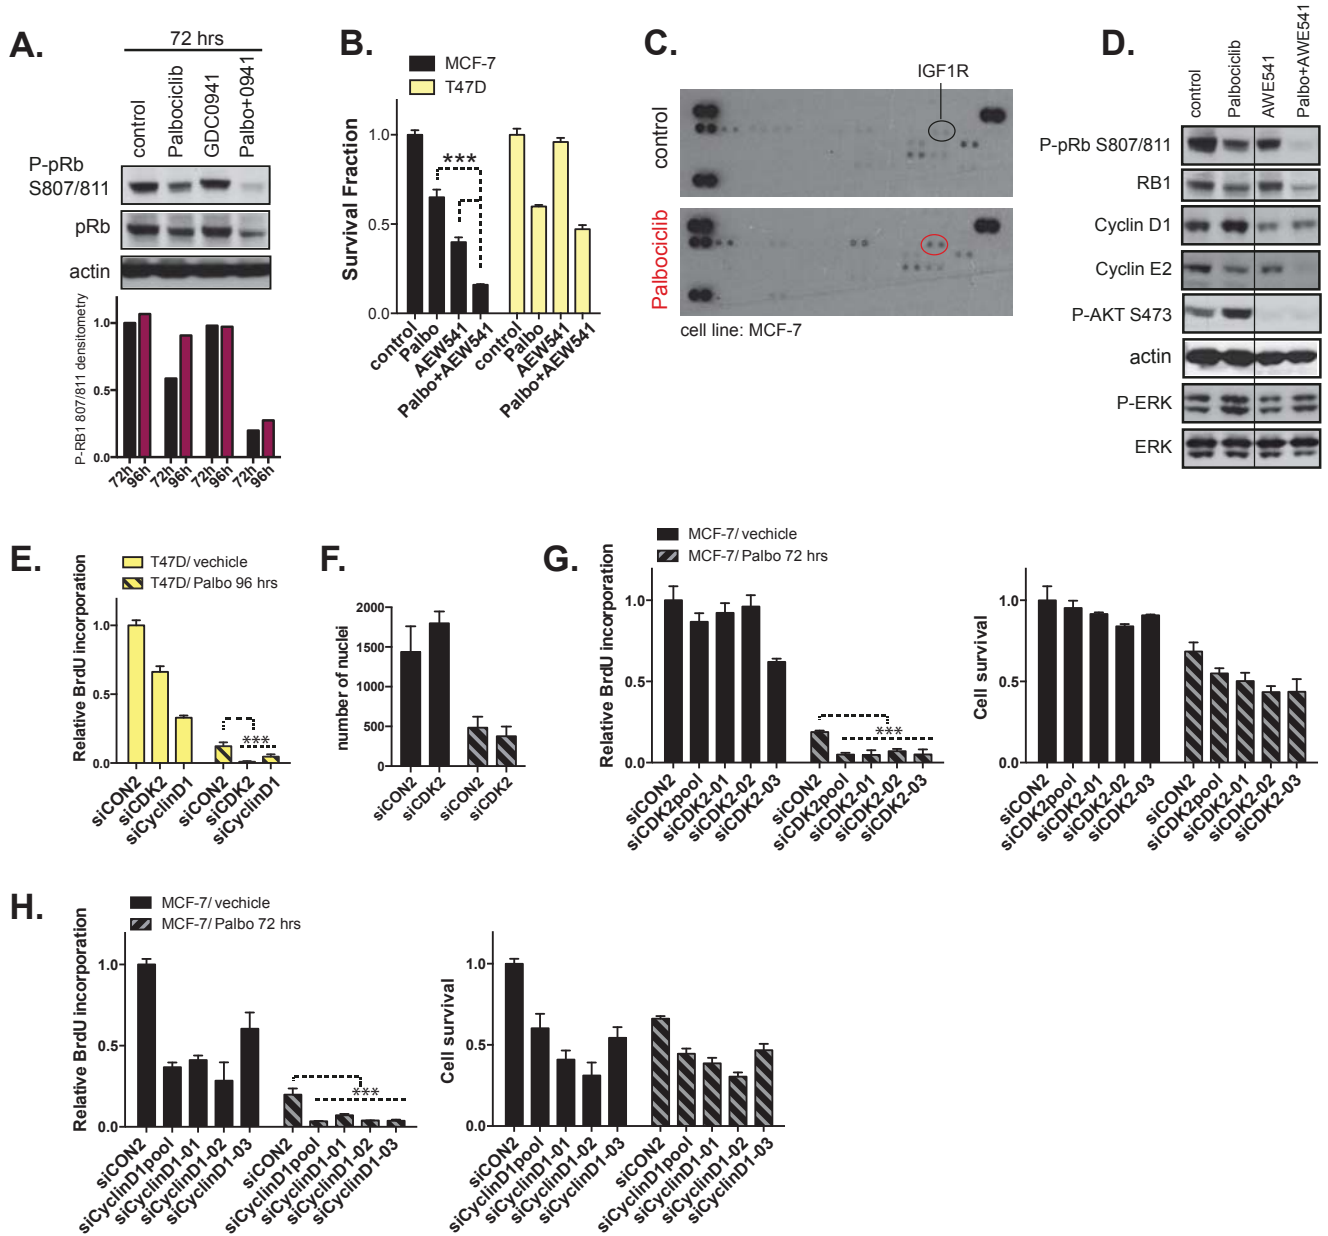 A.
72 hrs
control
Palbociclib
GDC0941
Palbo+0941
P-pRb
S807/811
pRb
actin
P-RB1 807/811 densitometry
1.0
0.5
0.0
72h
96h
72h
96h
72h
96h
72h
96h
B.
MCF-7
T47D
Survival Fraction
1.0
0.5
0.0
***
control
Palbo
AEW541
Palbo+AEW541
control
Palbo
AEW541
Palbo+AEW541
C.
IGF1R
control
Palbociclib
cell line: MCF-7
D.
control
Palbociclib
AWE541
Palbo+AWE541
P-pRb S807/811
RB1
Cyclin D1
Cyclin E2
P-AKT S473
actin
P-ERK
ERK
E.
T47D/ vechicle
T47D/ Palbo 96 hrs
Relative BrdU incorporation
1.0
0.5
0.0
***
siCON2
siCDK2
siCyclinD1
siCON2
siCDK2
siCyclinD1
F.
number of nuclei
2000
1500
1000
500
0
siCON2
siCDK2
siCON2
siCDK2
G.
MCF-7/ vechicle
MCF-7/ Palbo 72 hrs
Relative BrdU incorporation
1.0
0.5
0.0
***
siCON2
siCDK2pool
siCDK2-01
siCDK2-02
siCDK2-03
siCON2
siCDK2pool
siCDK2-01
siCDK2-02
siCDK2-03
Cell survival
1.0
0.5
0.0
siCON2
siCDK2pool
siCDK2-01
siCDK2-02
siCDK2-03
siCON2
siCDK2pool
siCDK2-01
siCDK2-02
siCDK2-03
H.
MCF-7/ vechicle
MCF-7/ Palbo 72 hrs
Relative BrdU incorporation
1.0
0.5
0.0
***
siCON2
siCyclinD1pool
siCyclinD1-01
siCyclinD1-02
siCyclinD1-03
siCON2
siCyclinD1pool
siCyclinD1-01
siCyclinD1-02
siCyclinD1-03
Cell survival
1.0
0.5
0.0
siCON2
siCyclinD1pool
siCyclinD1-01
siCyclinD1-02
siCyclinD1-03
siCON2
siCyclinD1pool
siCyclinD1-01
siCyclinD1-02
siCyclinD1-03